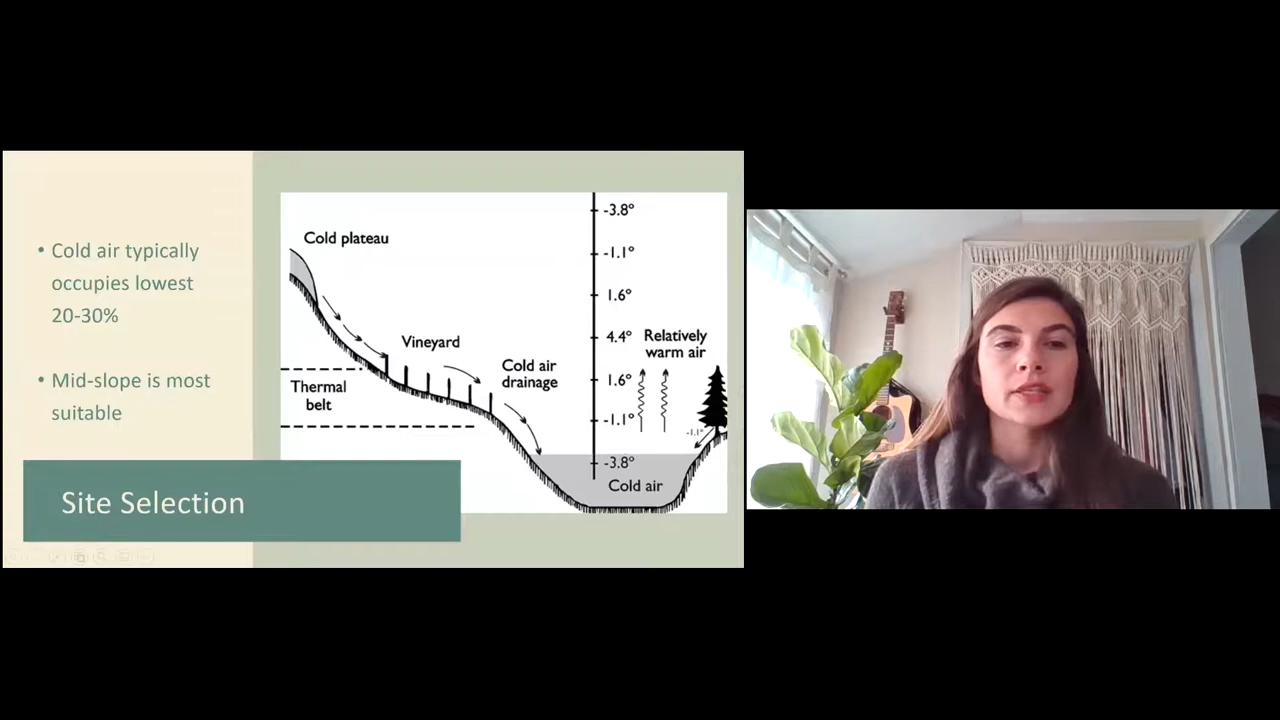 • Cold air typically
occupies lowest
20-30%
• Mid-slope is most
suitable
Site Selection
Cold plateau
Vineyard
Thermal
belt
Cold air
drainage
Relatively
warm air
Cold air
-3.8°
-1.1°
1.6°
4.4°
1.6°
-1.1°
-3.8°
-1.1°